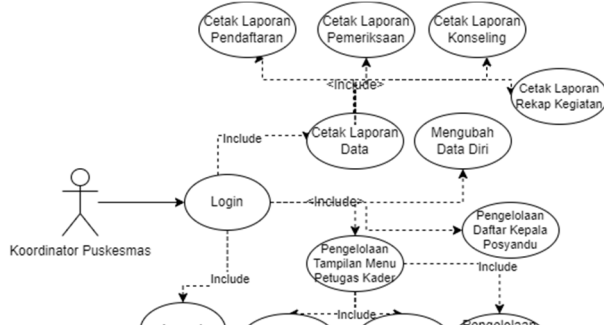 Cetak Laporan
Pendaftaran
Cetak Laporan
Pemeriksaan
Cetak Laporan
Konseling
<Include>
Cetak Laporan
Rekap Kegiatan
Include
Cetak Laporan
Data
Mengubah
Data Diri
Login
<Include>
Koordinator Puskesmas
Pengelolaan
Daftar Kepala
Posyandu
Pengelolaan
Tampilan Menu
Petugas Kader
Include
Include
Include
Pengelolaan